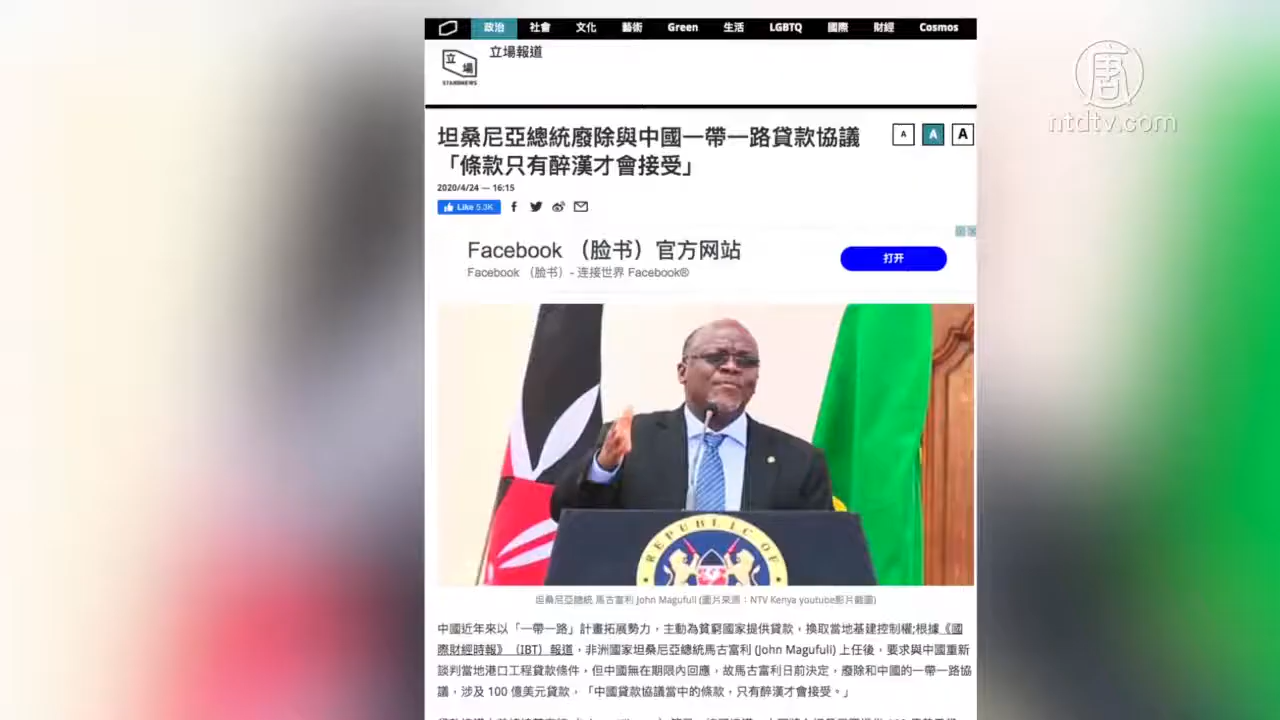 政治 社會 文化 藝術 Green 生活 LGBTQ 國際 財經 Cosmos
立場
STANDNEWS
立場報道
唐
ntdtv.com
坦桑尼亞總統廢除與中國一帶一路貸款協議
「條款只有醉漢才會接受」
A A A
2020/4/24 — 16:15
Like 5.3K
Facebook （脸书）官方网站
Facebook （脸书）- 连接世界 Facebook®
打开
REPUBLIC OF
坦桑尼亞總統 馬古富利 John Magufuli (圖片來源：NTV Kenya youtube影片截圖)
中國近年來以「一帶一路」計畫拓展勢力，主動為貧窮國家提供貸款，換取當地基建控制權;根據《國
際財經時報》（IBT）報道，非洲國家坦桑尼亞總統馬古富利 (John Magufuli) 上任後，要求與中國重新
談判當地港口工程貸款條件，但中國無在期限內回應，故馬古富利日前決定，廢除和中國的一帶一路協
議，涉及 100 億美元貸款，「中國貸款協議當中的條款，只有醉漢才會接受。」